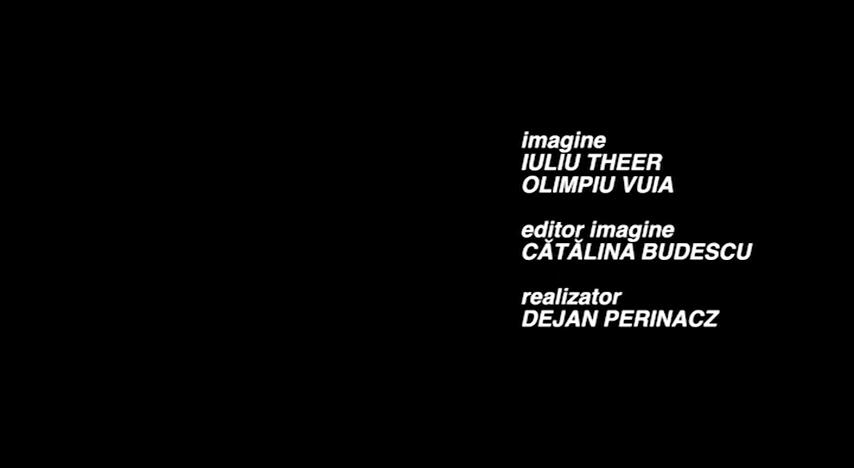 imagine
IULIU THEER
OLIMPIU VUIA
editor imagine
CĂTĂLINA BUDESCU
realizator
DEJAN PERINACZ